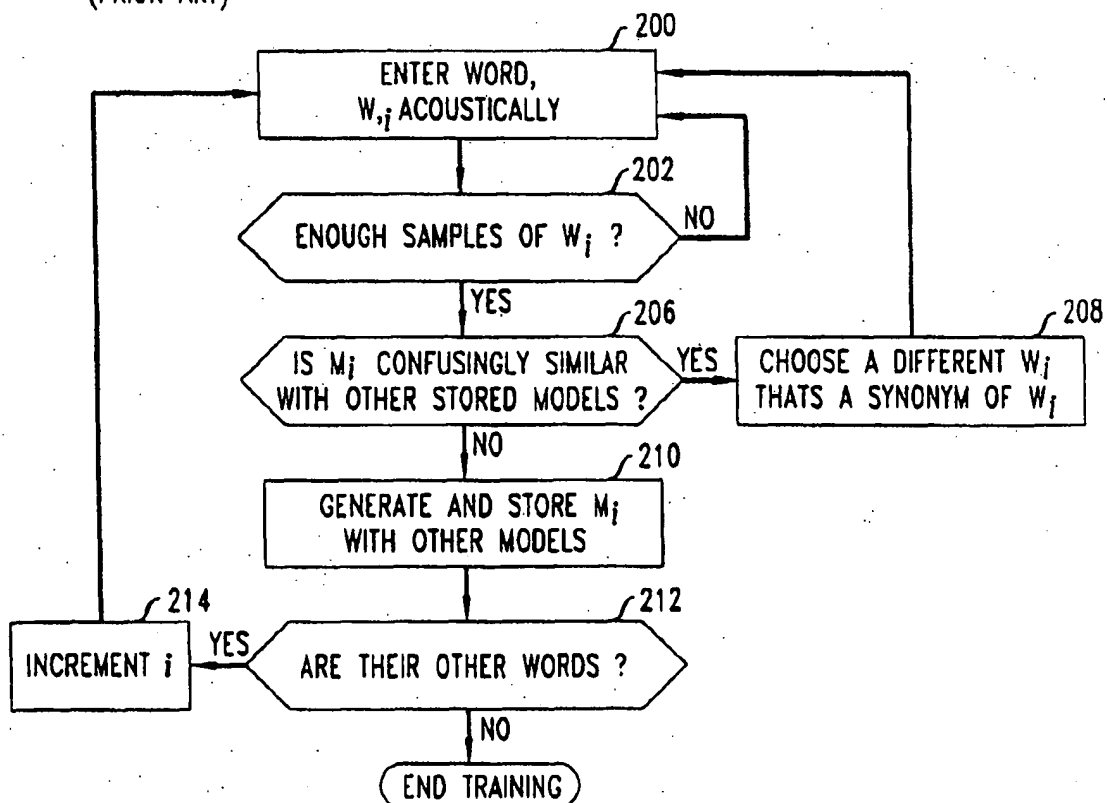 (PRIOR ART)
200
ENTER WORD,
W,i ACOUSTICALLY
202
ENOUGH SAMPLES OF Wi ?
NO
YES
206
IS Mi CONFUSINGLY SIMILAR
WITH OTHER STORED MODELS ?
YES
208
CHOOSE A DIFFERENT Wi
THATS A SYNONYM OF Wi
NO
210
GENERATE AND STORE Mi
WITH OTHER MODELS
212
ARE THEIR OTHER WORDS ?
YES
214
INCREMENT i
NO
END TRAINING